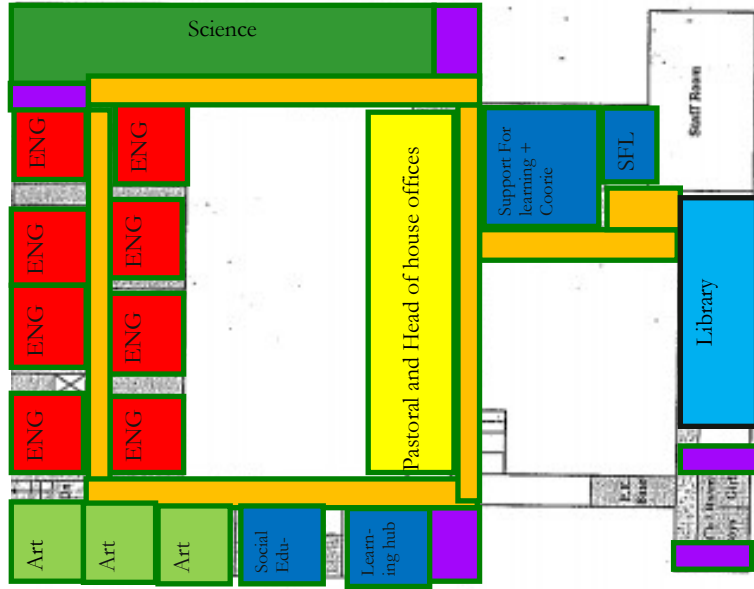 Science
ENG
ENG
ENG
ENG
ENG
ENG
ENG
ENG
Pastoral and Head of house offices
Support For
learning +
Coorie
SFL
Staff Room
Library
Art
Art
Art
Social
Edu-
Learn-
ing hub
P.E.
Girl